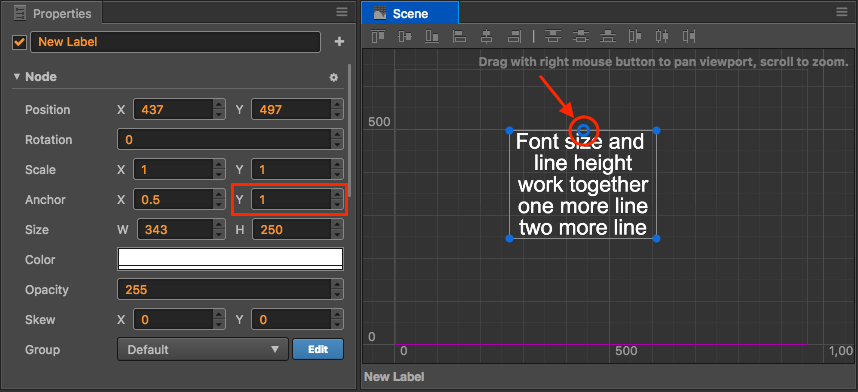 Properties
New Label
Node
Position X 437 Y 497
Rotation 0
Scale X 1 Y 1
Anchor X 0.5 Y 1
Size W 343 H 250
Color
Opacity 255
Skew X 0 Y 0
Group Default Edit
Scene
Drag with right mouse button to pan viewport, scroll to zoom.
500
Font size and
line height
work together
one more line
two more line
0
0 500 1,00
New Label